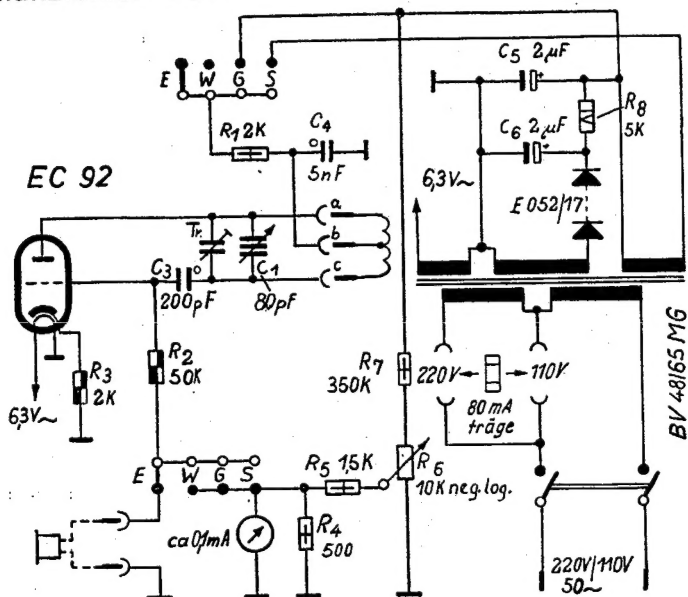 E W G S
C5 2µF
R8
5K
R1 2K
C4
5nF
C6 2µF
6,3V~
E 052/17
EC 92
Tr.
a
b
c
C3
200pF
C1
80pF
R2
50K
R3
2K
6,3V~
R7
350K
220V
110V
80 mA
träge
BV 48/65 MG
E W G S
R5 1,5K
R6
10K neg. log.
ca 0,1mA
R4
500
220V/110V
50~